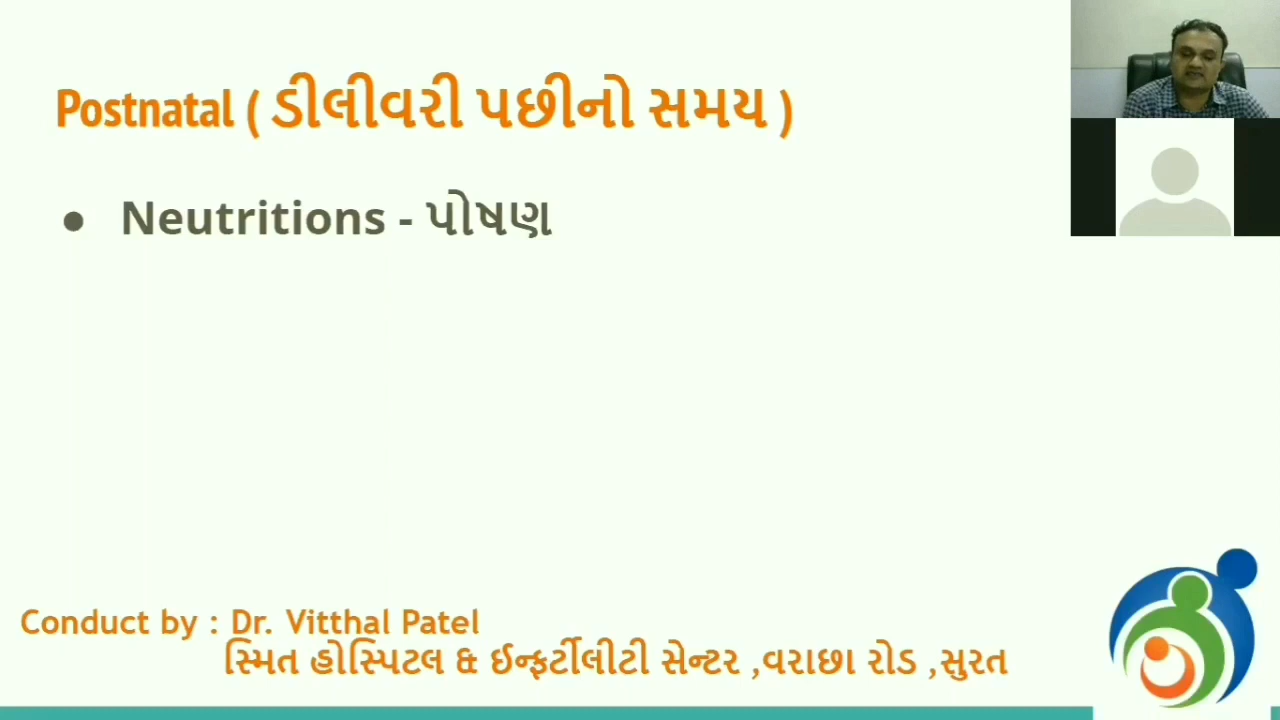 Postnatal ( ડીલીવરી પછીનો સમય )
● Neutritions - પોષણ
Conduct by : Dr. Vitthal Patel
સ્મિત હોસ્પિટલ & ઈન્ફર્ટીલીટી સેન્ટર ,વરાછા રોડ ,સુરત